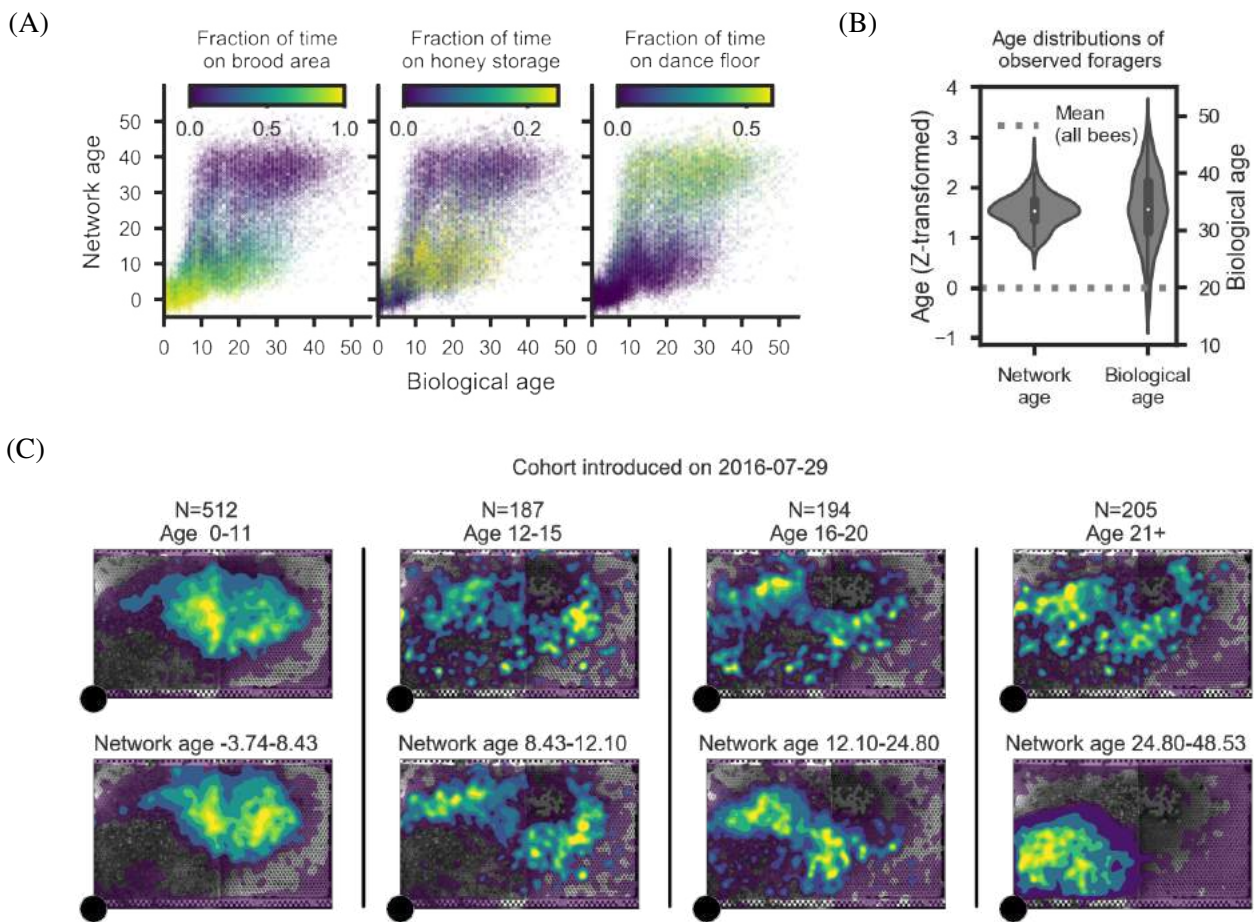 (A)
Fraction of time
on brood area
Fraction of time
on honey storage
Fraction of time
on dance floor
0.0 0.5 1.0
0.0 0.2
0.0 0.5
Network age
50
40
30
20
10
0
0 10 20 30 40 50
0 10 20 30 40 50
0 10 20 30 40 50
Biological age
(B)
Age distributions of
observed foragers
Age (Z-transformed)
4
3
2
1
0
−1
Mean
(all bees)
50
40
30
20
10
Biological age
Network
age
Biological
age
(C)
Cohort introduced on 2016-07-29
N=512
Age 0-11
N=187
Age 12-15
N=194
Age 16-20
N=205
Age 21+
Network age -3.74-8.43
Network age 8.43-12.10
Network age 12.10-24.80
Network age 24.80-48.53